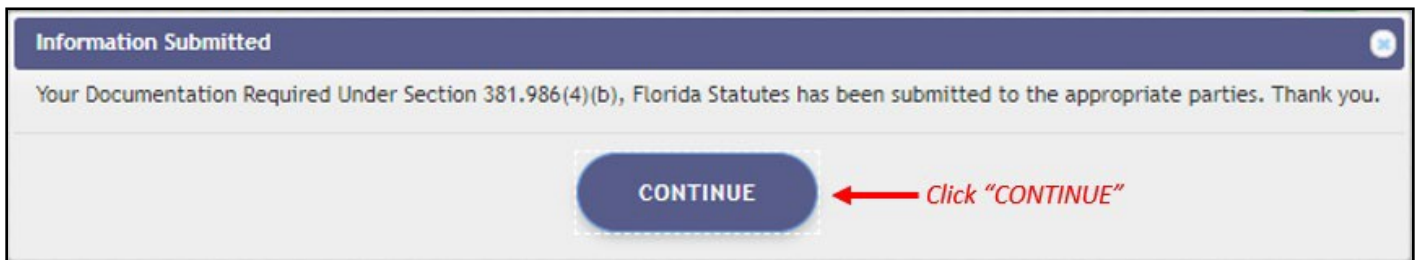 Information Submitted
Your Documentation Required Under Section 381.986(4)(b), Florida Statutes has been submitted to the appropriate parties. Thank you.
CONTINUE Click “CONTINUE”